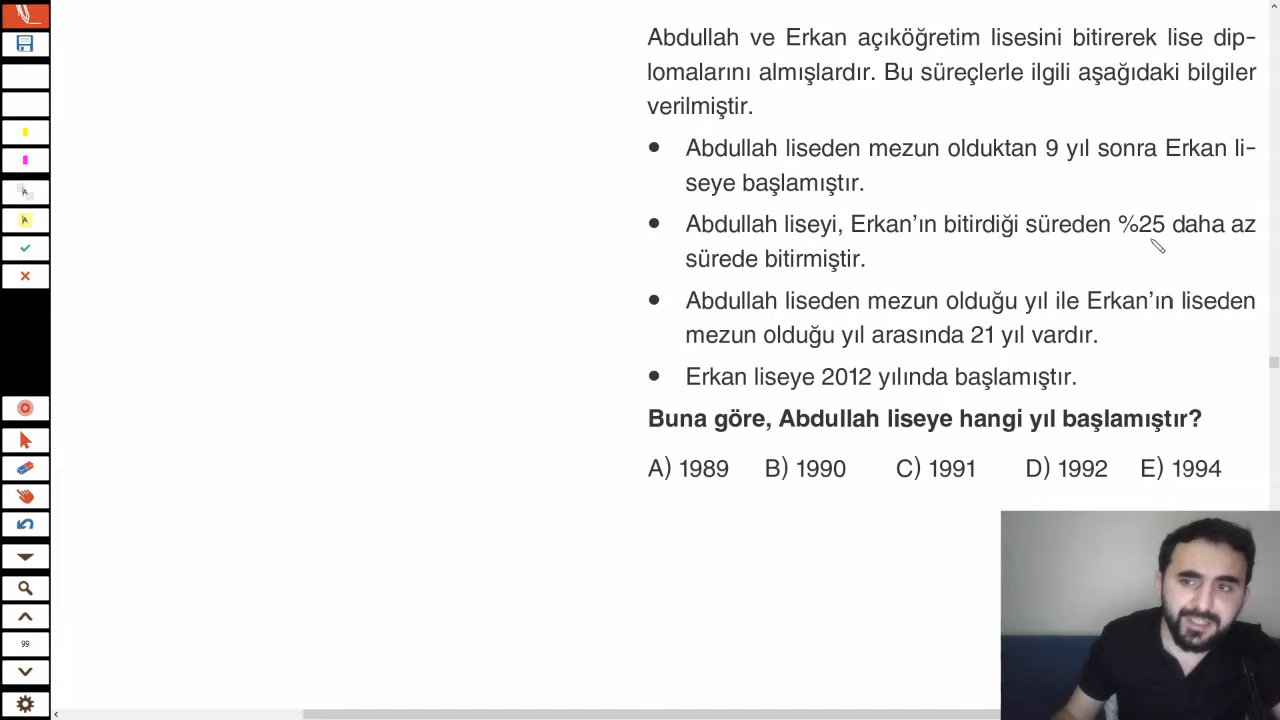 Abdullah ve Erkan açıköğretim lisesini bitirerek lise dip-
lomalarını almışlardır. Bu süreçlerle ilgili aşağıdaki bilgiler
verilmiştir.
• Abdullah liseden mezun olduktan 9 yıl sonra Erkan li-
seye başlamıştır.
• Abdullah liseyi, Erkan'ın bitirdiği süreden %25 daha az
sürede bitirmiştir.
• Abdullah liseden mezun olduğu yıl ile Erkan'ın liseden
mezun olduğu yıl arasında 21 yıl vardır.
• Erkan liseye 2012 yılında başlamıştır.
Buna göre, Abdullah liseye hangi yıl başlamıştır?
A) 1989 B) 1990 C) 1991 D) 1992 E) 1994
A
A
99